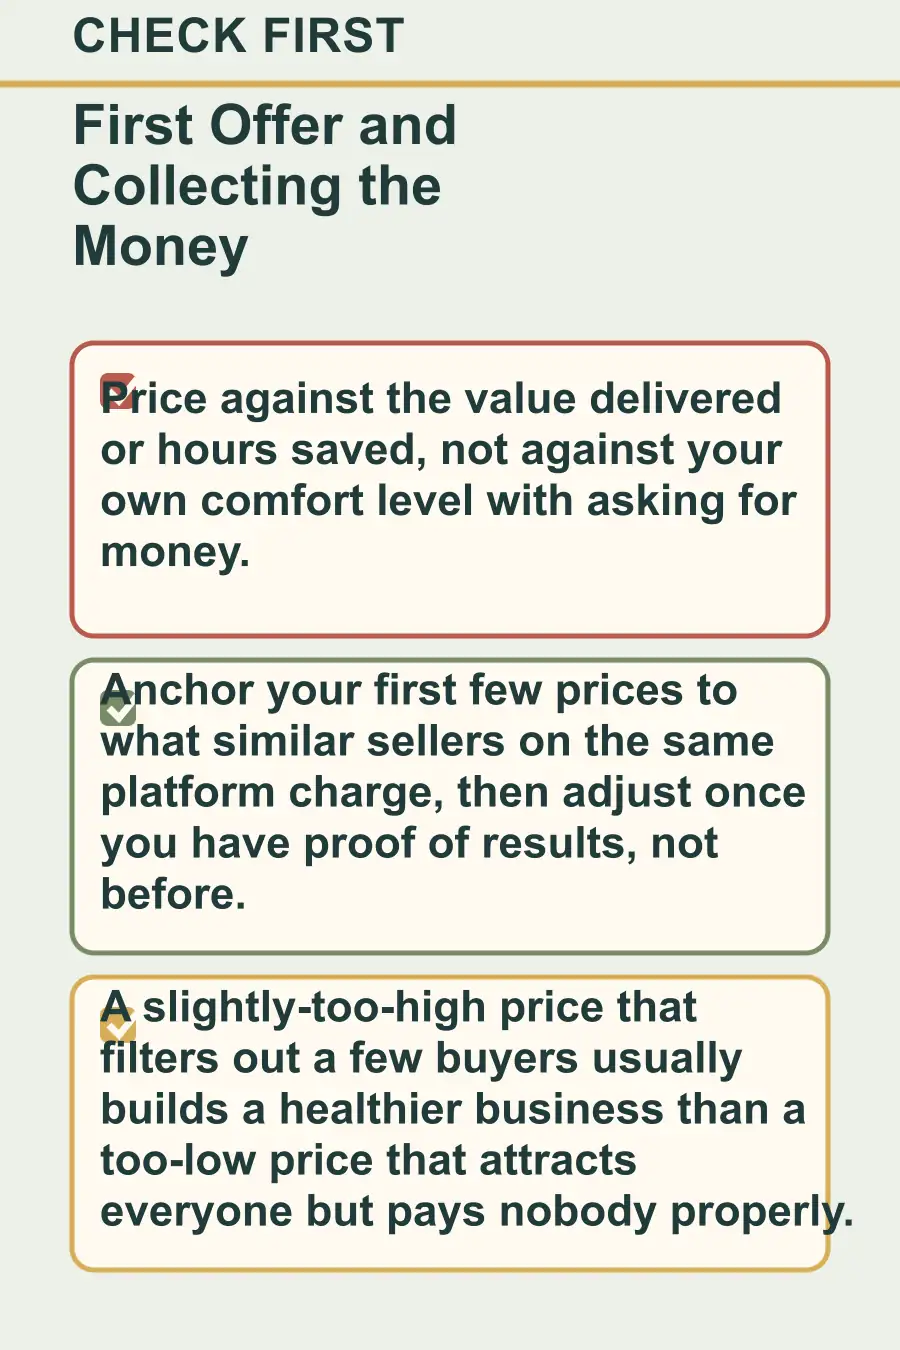 CHECK FIRST
First Offer and
Collecting the
Money
Price against the value delivered
or hours saved, not against your
own comfort level with asking for
money.
Anchor your first few prices to
what similar sellers on the same
platform charge, then adjust once
you have proof of results, not
before.
A slightly-too-high price that
filters out a few buyers usually
builds a healthier business than a
too-low price that attracts
everyone but pays nobody properly.